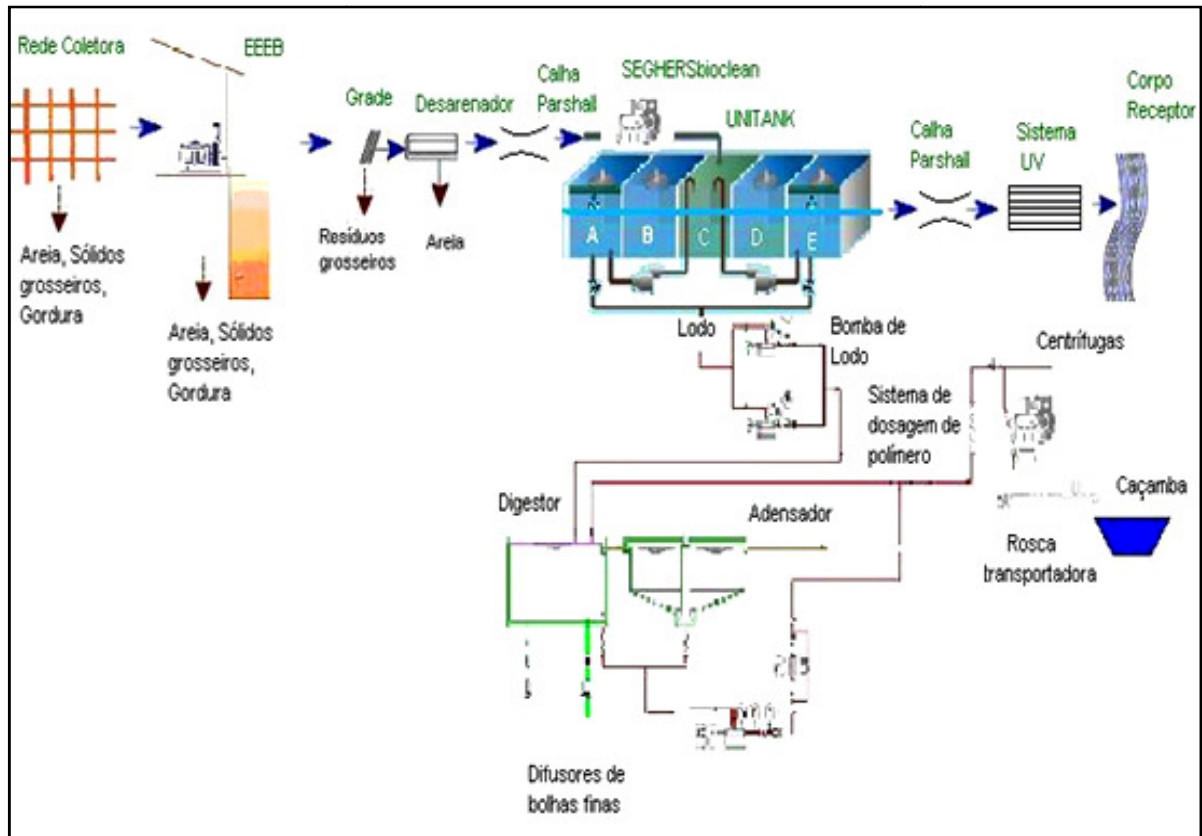 Rede Coletora
EEEB
Grade
Desarenador
Calha
Parshall
SEGHERSbioclean
UNITANK
Calha
Parshall
Sistema
UV
Corpo
Receptor
Areia, Sólidos
grosseiros,
Gordura
Areia, Sólidos
grosseiros,
Gordura
Resíduos
grosseiros
Areia
A
B
C
D
E
Lodo
Bomba de
Lodo
Sistema de
dosagem de
polímero
Centrífugas
Caçamba
Rosca
transportadora
Digestor
Adensador
Difusores de
bolhas finas